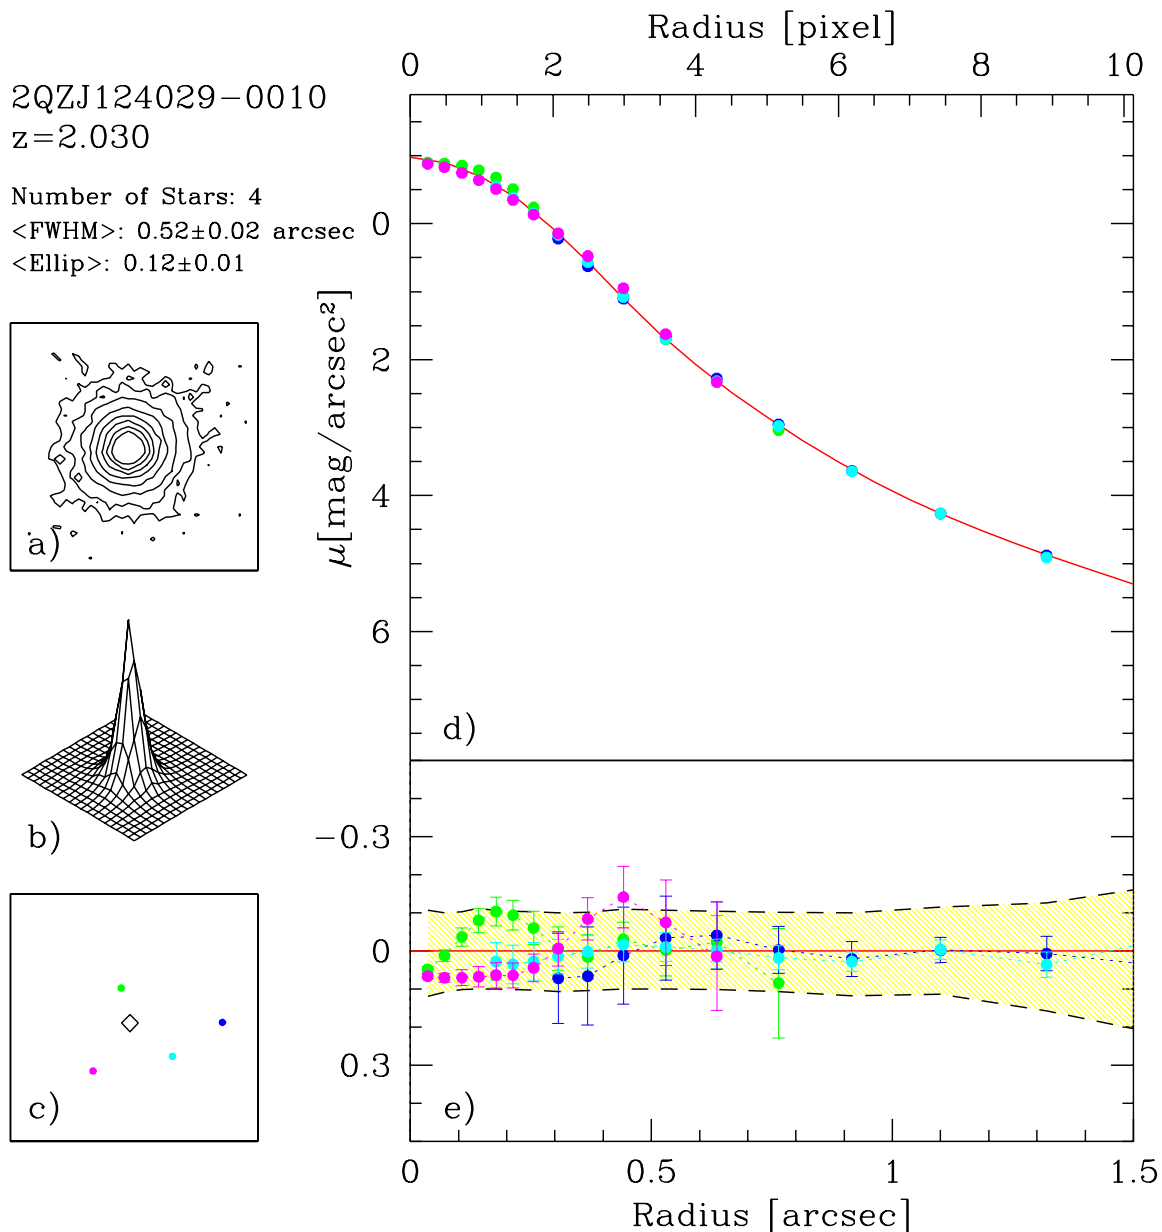 Radius [pixel]
0 2 4 6 8 10
2QZJ124029−0010
z=2.030
Number of Stars: 4
<FWHM>: 0.52±0.02 arcsec
<Ellip>: 0.12±0.01
μ[mag/arcsec²]
0
2
4
6
a)
b)
c)
d)
−0.3
0
0.3
e)
0 0.5 1 1.5
Radius [arcsec]